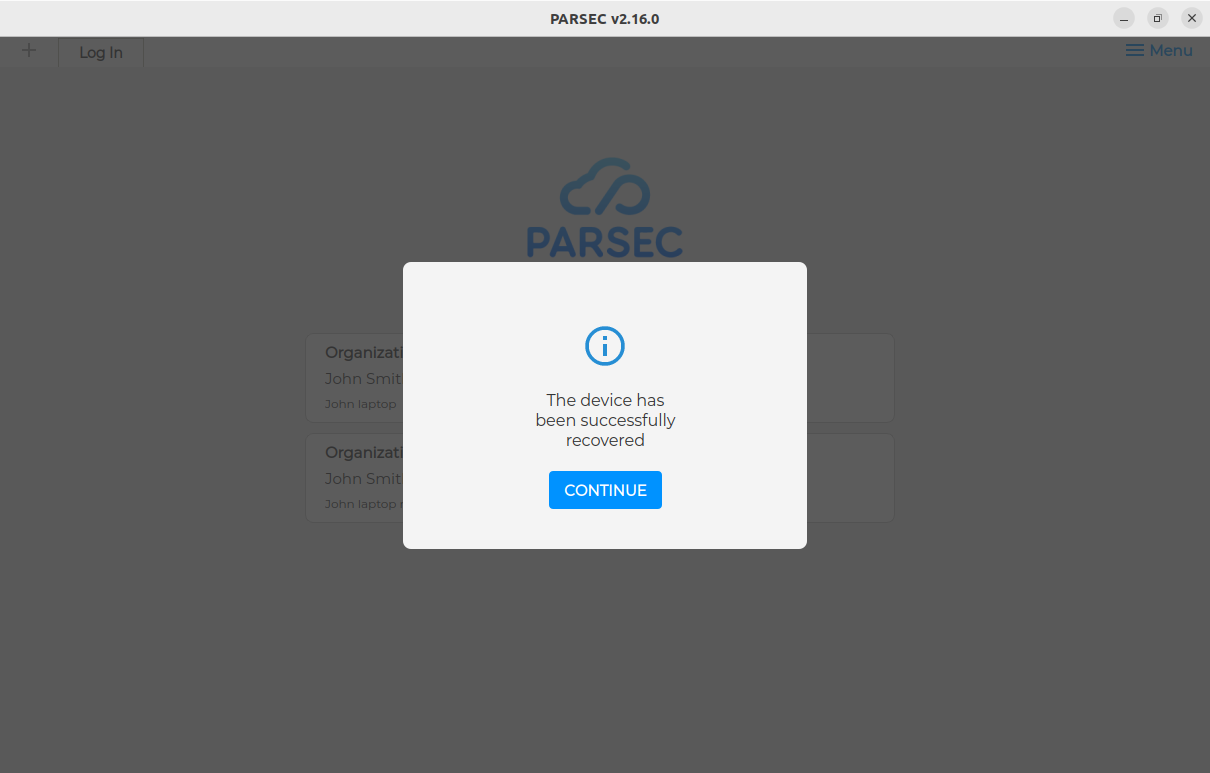 PARSEC v2.16.0
Log In
Menu
PARSEC
Organizati
John Smit
John laptop
Organizati
John Smit
John laptop
The device has
been successfully
recovered
CONTINUE